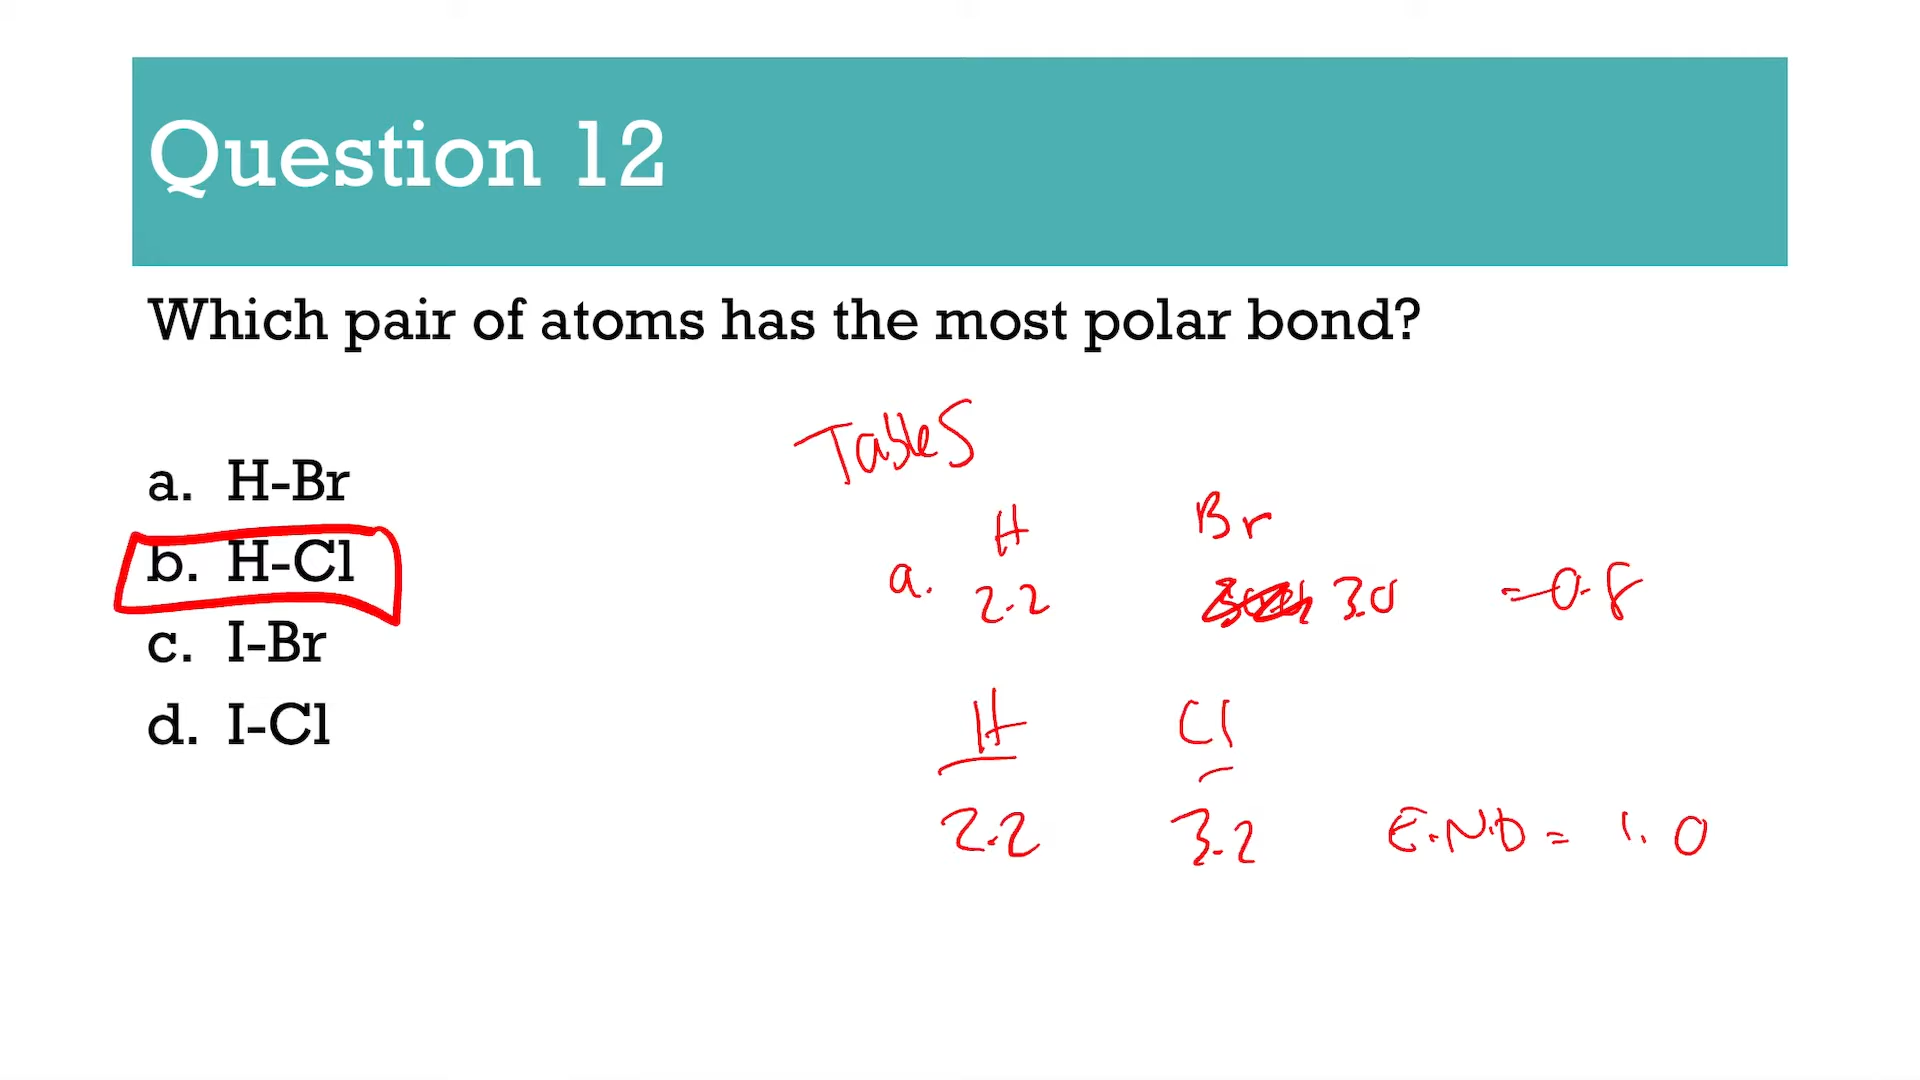 Question 12
Which pair of atoms has the most polar bond?
a. H-Br
b. H-Cl
c. I-Br
d. I-Cl
Table S
H Br
a. 2.2 3.0 = 0.8
H Cl
2.2 3.2 E.N.D = 1.0